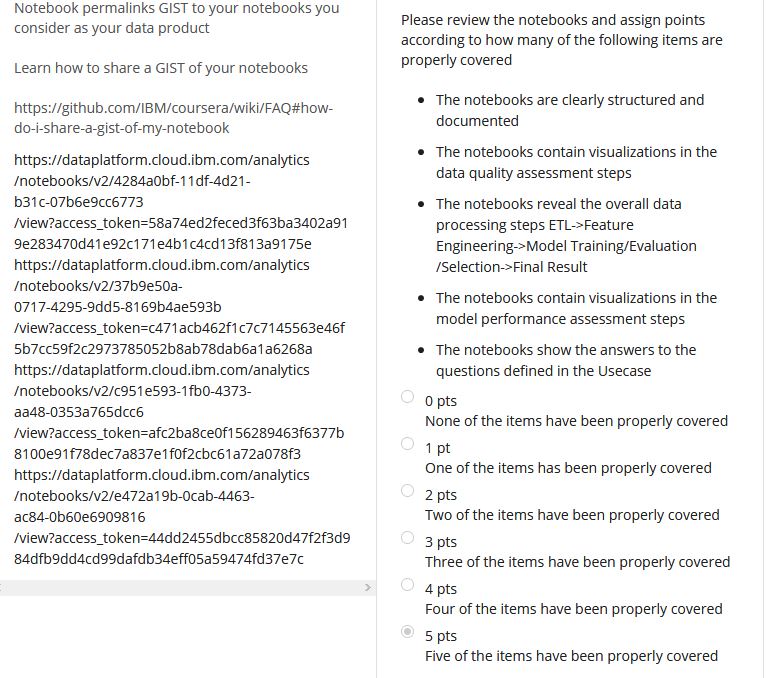 Notebook permalinks GIST to your notebooks you
consider as your data product
Learn how to share a GIST of your notebooks
https://github.com/IBM/coursera/wiki/FAQ#how-
do-i-share-a-gist-of-my-notebook
https://dataplatform.cloud.ibm.com/analytics
/notebooks/v2/4284a0bf-11df-4d21-
b31c-07b6e9cc6773
/view?access_token=58a74ed2feced3f63ba3402a91
9e283470d41e92c171e4b1c4cd13f813a9175e
https://dataplatform.cloud.ibm.com/analytics
/notebooks/v2/37b9e50a-
0717-4295-9dd5-8169b4ae593b
/view?access_token=c471acb462f1c7c7145563e46f
5b7cc59f2c2973785052b8ab78dab6a1a6268a
https://dataplatform.cloud.ibm.com/analytics
/notebooks/v2/c951e593-1fb0-4373-
aa48-0353a765dcc6
/view?access_token=afc2ba8ce0f156289463f6377b
8100e91f78dec7a837e1f0f2cbc61a72a078f3
https://dataplatform.cloud.ibm.com/analytics
/notebooks/v2/e472a19b-0cab-4463-
ac84-0b60e6909816
/view?access_token=44dd2455dbcc85820d47f2f3d9
84dfb9dd4cd99dafdb34eff05a59474fd37e7c
Please review the notebooks and assign points
according to how many of the following items are
properly covered
• The notebooks are clearly structured and
documented
• The notebooks contain visualizations in the
data quality assessment steps
• The notebooks reveal the overall data
processing steps ETL->Feature
Engineering->Model Training/Evaluation
/Selection->Final Result
• The notebooks contain visualizations in the
model performance assessment steps
• The notebooks show the answers to the
questions defined in the Usecase
0 pts
None of the items have been properly covered
1 pt
One of the items has been properly covered
2 pts
Two of the items have been properly covered
3 pts
Three of the items have been properly covered
4 pts
Four of the items have been properly covered
5 pts
Five of the items have been properly covered